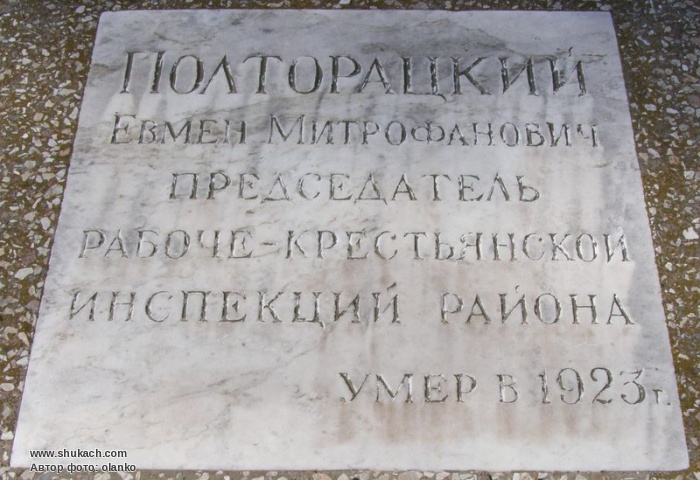 ПОЛТОРАЦКИЙ
ЕВМЕН МИТРОФАНОВИЧ
ПРЕДСЕДАТЕЛЬ
РАБОЧЕ-КРЕСТЬЯНСКОЙ
ИНСПЕКЦИЙ РАЙОНА
УМЕР В 1923 г.
www.shukach.com
Автор фото: olanko